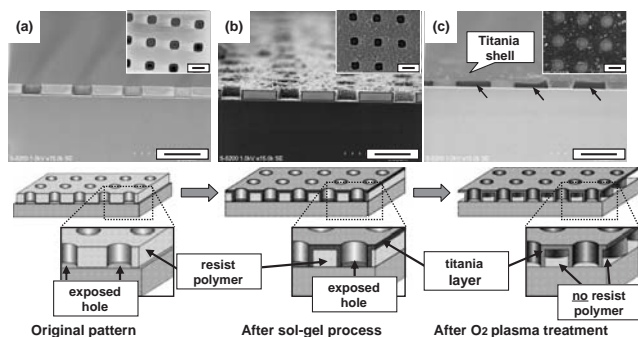 (a)
(b)
(c)
Titania
shell
resist
polymer
titania
layer
exposed
hole
exposed
hole
no resist
polymer
Original pattern
After sol-gel process
After O2 plasma treatment